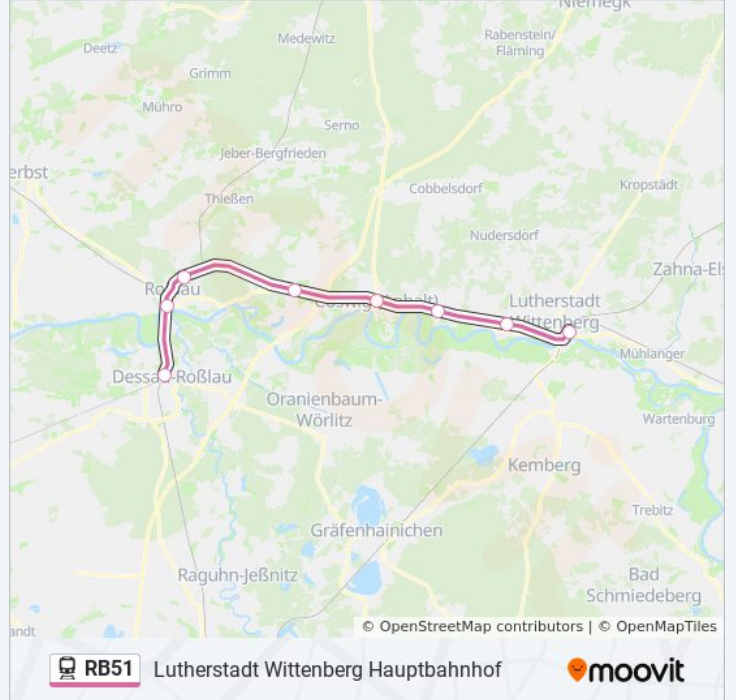 Niemegk
Deetz
Medewitz
Rabenstein/
Fläming
Grimm
Mühro
Serno
Jeber-Bergfrieden
erbst
Cobbelsdorf
Kropstädt
Thießen
Nudersdorf
Zahna-Els
Roßlau
Coswig (Anhalt)
Lutherstadt
Wittenberg
Mühlanger
Dessau-Roßlau
Oranienbaum-
Wörlitz
Wartenburg
Kemberg
Trebitz
Gräfenhainichen
Raguhn-Jeßnitz
Bad
Schmiedeberg
andt
© OpenStreetMap contributors | © OpenMapTiles
RB51 Lutherstadt Wittenberg Hauptbahnhof moovit